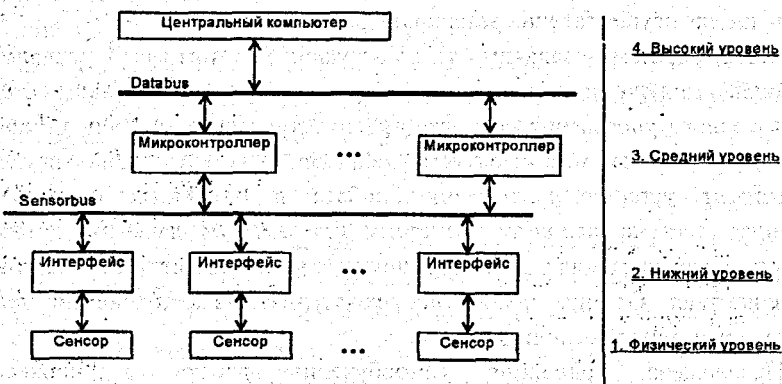 Центральный компьютер
4. Высокий уровень
Databus
Микроконтроллер ... Микроконтроллер
3. Средний уровень
Sensorbus
Интерфейс Интерфейс ... Интерфейс
2. Нижний уровень
Сенсор Сенсор ... Сенсор
1. Физический уровень